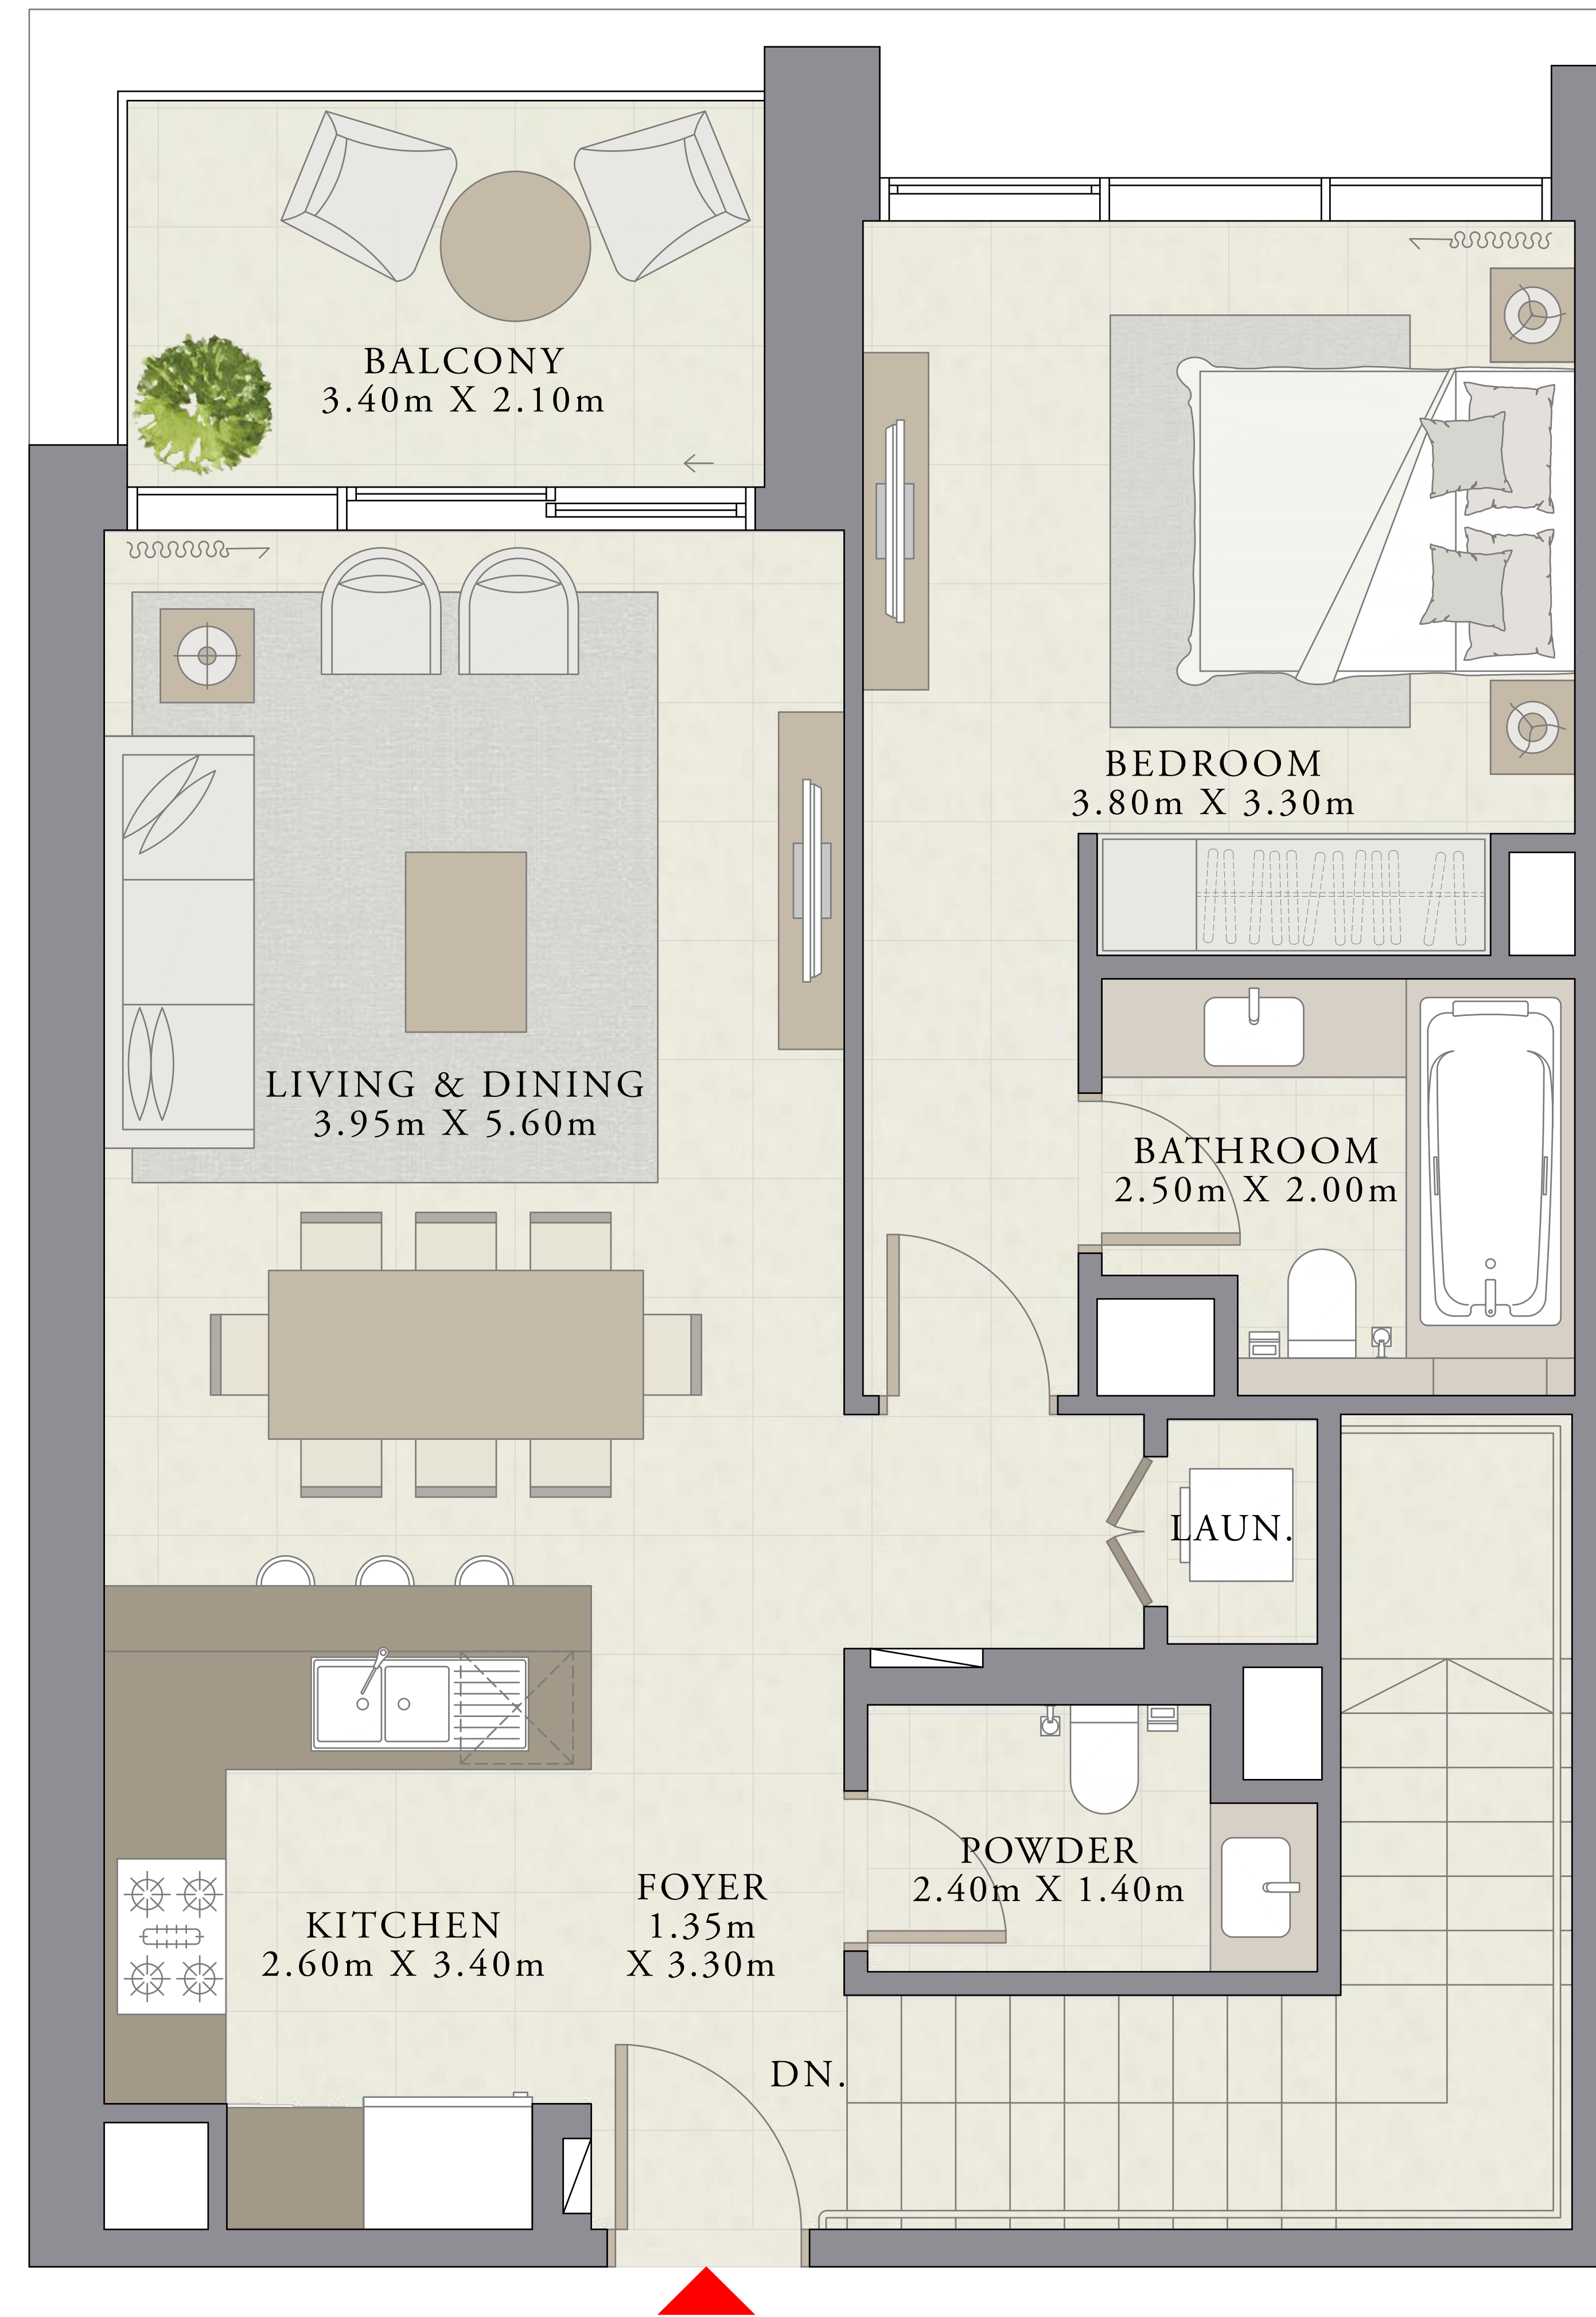 BALCONY
3.40m X 2.10m
BEDROOM
3.80m X 3.30m
LIVING & DINING
3.95m X 5.60m
BATHROOM
2.50m X 2.00m
LAUN.
POWDER
2.40m X 1.40m
FOYER
1.35m
X 3.30m
KITCHEN
2.60m X 3.40m
DN.